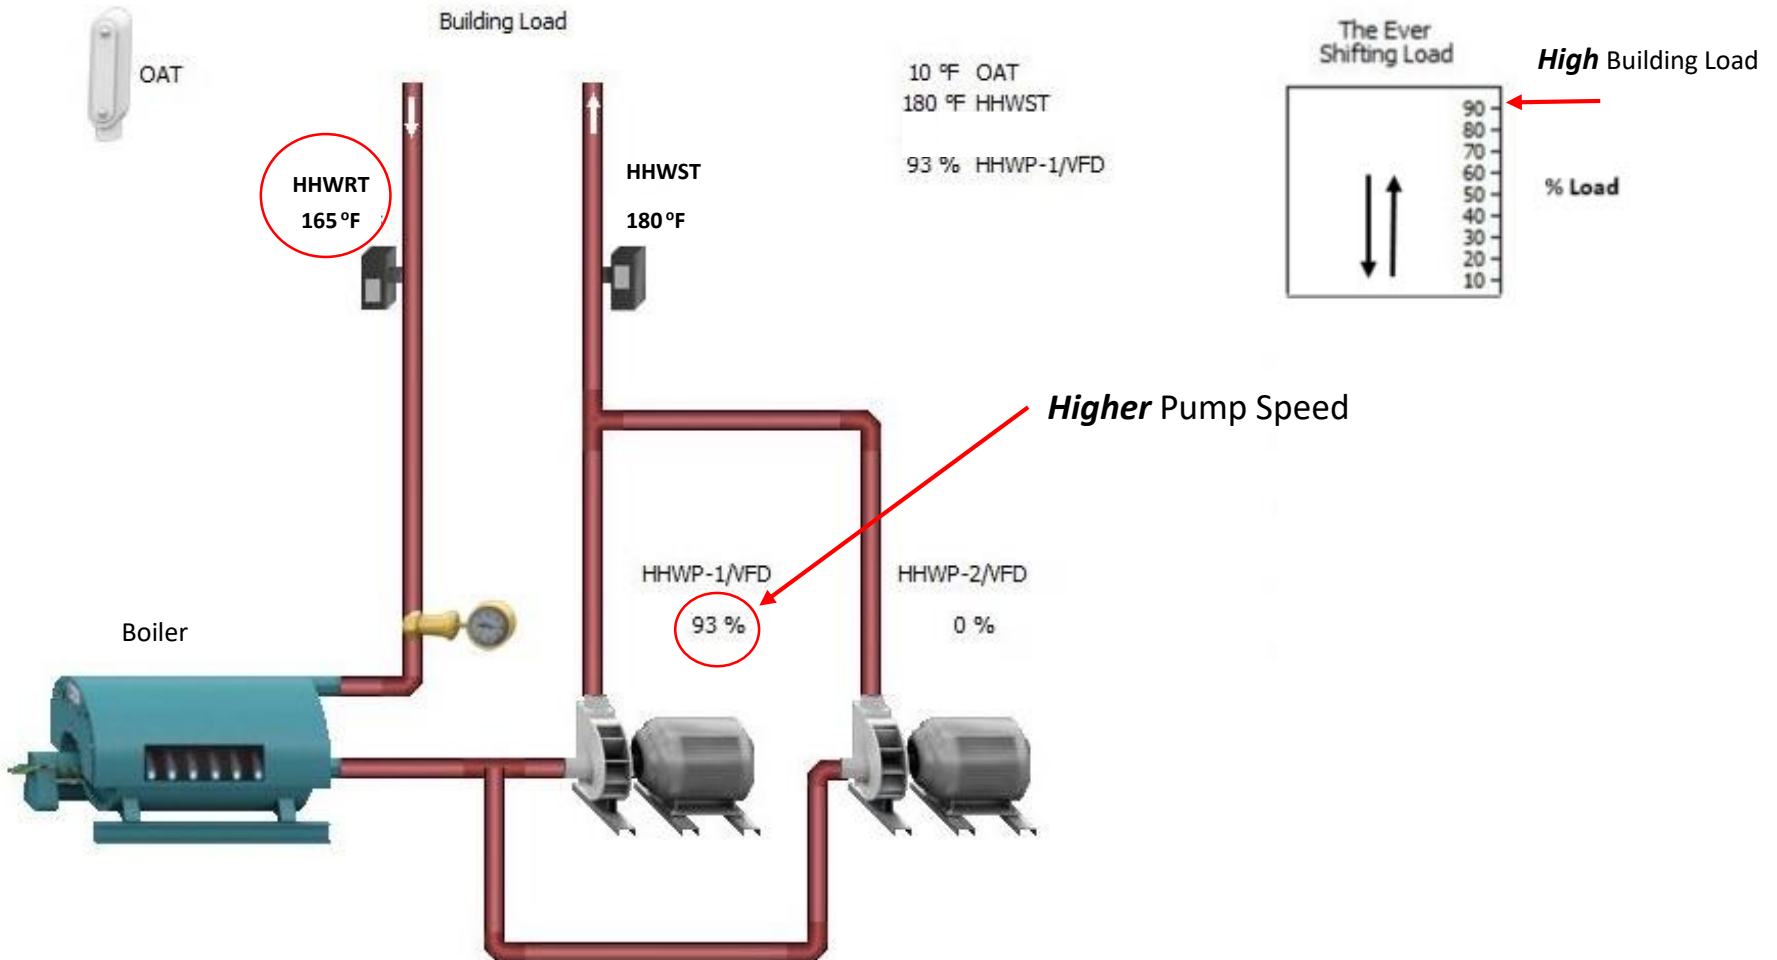 Building Load
OAT
10 °F OAT
180 °F HHWST
93 % HHWP-1/VFD
The Ever
Shifting Load
90
80
70
60
50
40
30
20
10
% Load
High Building Load
HHWRT
165 °F
HHWST
180 °F
Higher Pump Speed
HHWP-1/VFD
93 %
HHWP-2/VFD
0 %
Boiler